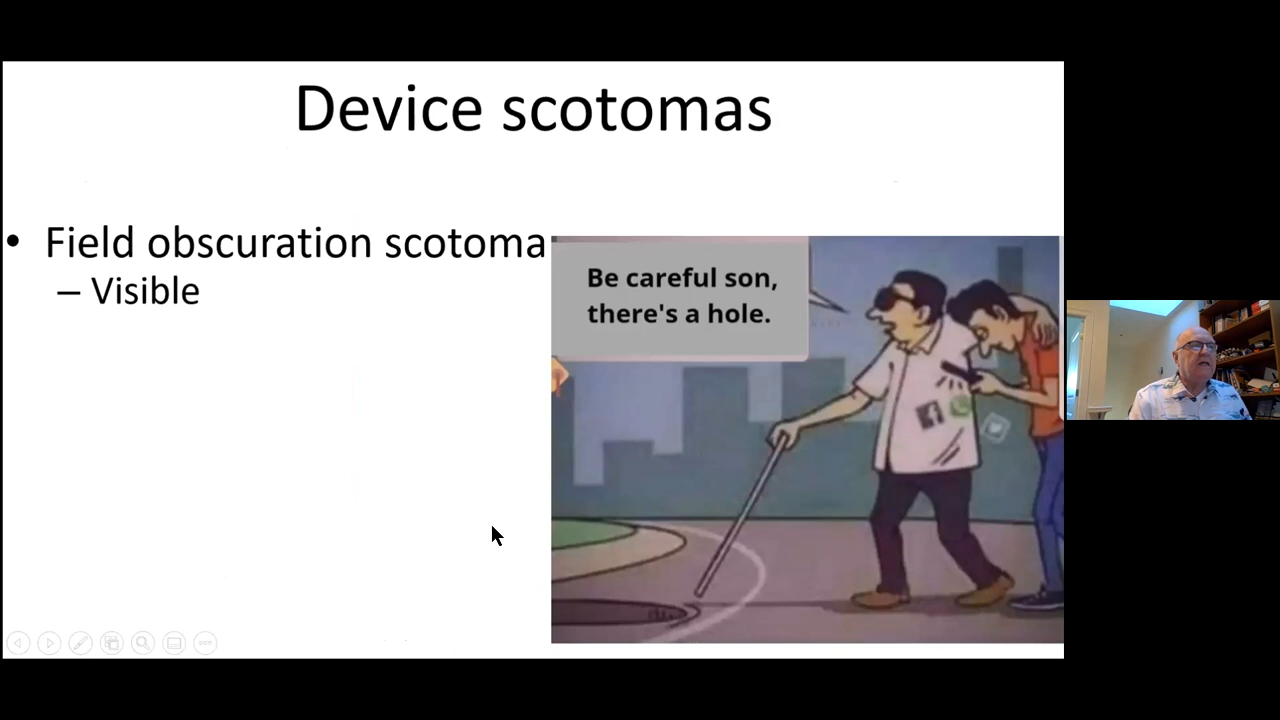 Device scotomas
• Field obscuration scotoma
– Visible
Be careful son,
there's a hole.